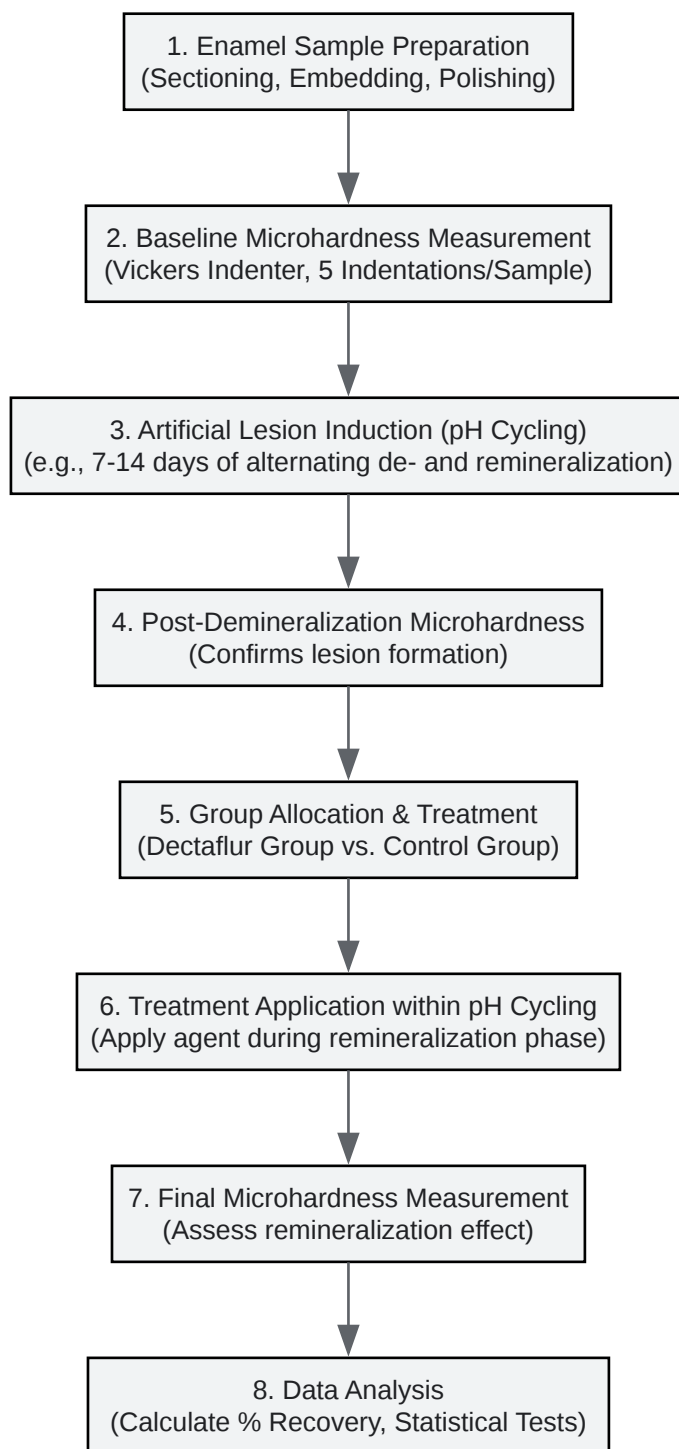 1. Enamel Sample Preparation
(Sectioning, Embedding, Polishing)
2. Baseline Microhardness Measurement
(Vickers Indenter, 5 Indentations/Sample)
3. Artificial Lesion Induction (pH Cycling)
(e.g., 7-14 days of alternating de- and remineralization)
4. Post-Demineralization Microhardness
(Confirms lesion formation)
5. Group Allocation & Treatment
(Dectaflur Group vs. Control Group)
6. Treatment Application within pH Cycling
(Apply agent during remineralization phase)
7. Final Microhardness Measurement
(Assess remineralization effect)
8. Data Analysis
(Calculate % Recovery, Statistical Tests)